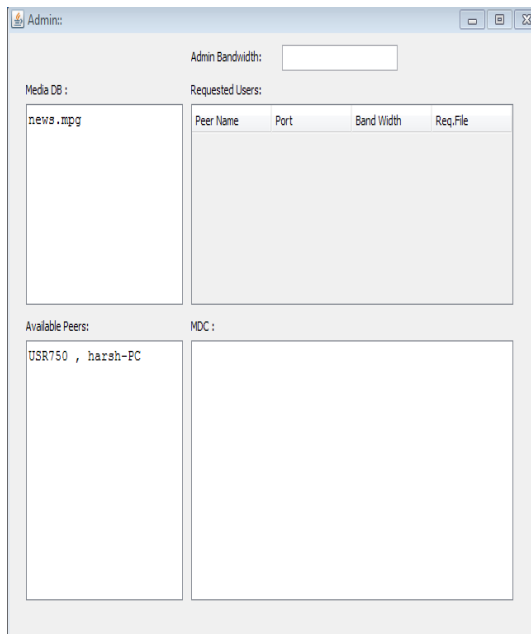 Admin::
Admin Bandwidth:
Media DB :
Requested Users:
news.mpg
Peer Name Port Band Width Req.File
Available Peers:
MDC :
USR750 , harsh-PC